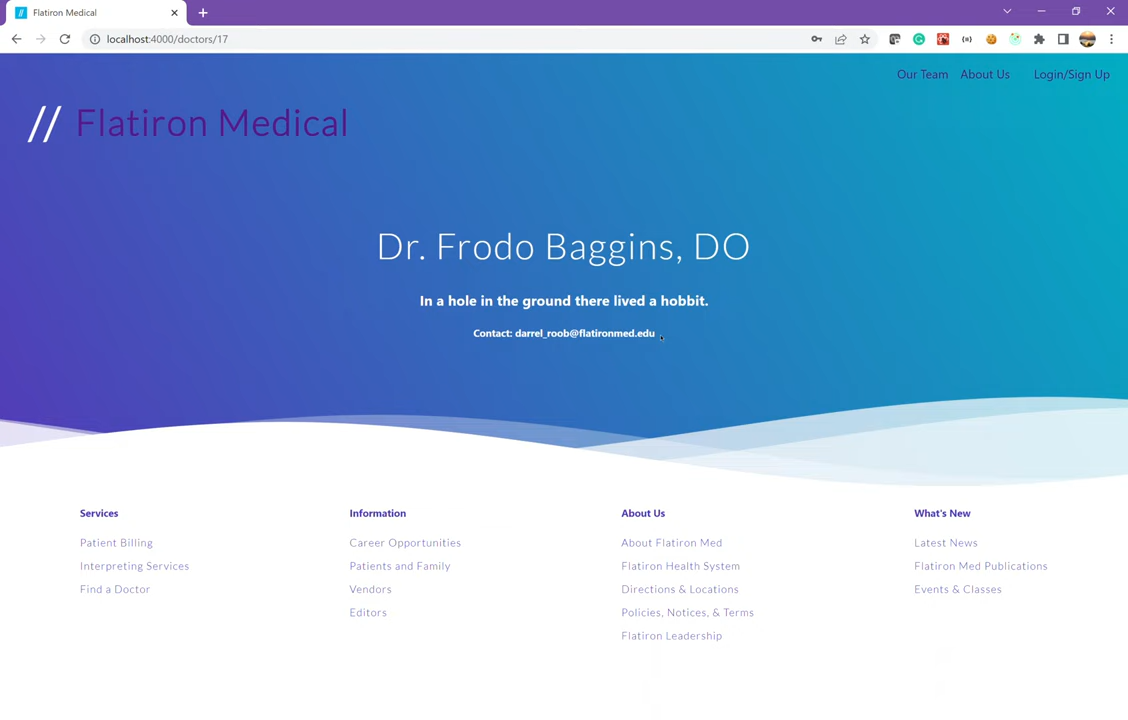 Flatiron Medical
localhost:4000/doctors/17
Our Team About Us Login/Sign Up
// Flatiron Medical
Dr. Frodo Baggins, DO
In a hole in the ground there lived a hobbit.
Contact: darrel_roob@flatironmed.edu
Services
Patient Billing
Interpreting Services
Find a Doctor
Information
Career Opportunities
Patients and Family
Vendors
Editors
About Us
About Flatiron Med
Flatiron Health System
Directions & Locations
Policies, Notices, & Terms
Flatiron Leadership
What's New
Latest News
Flatiron Med Publications
Events & Classes